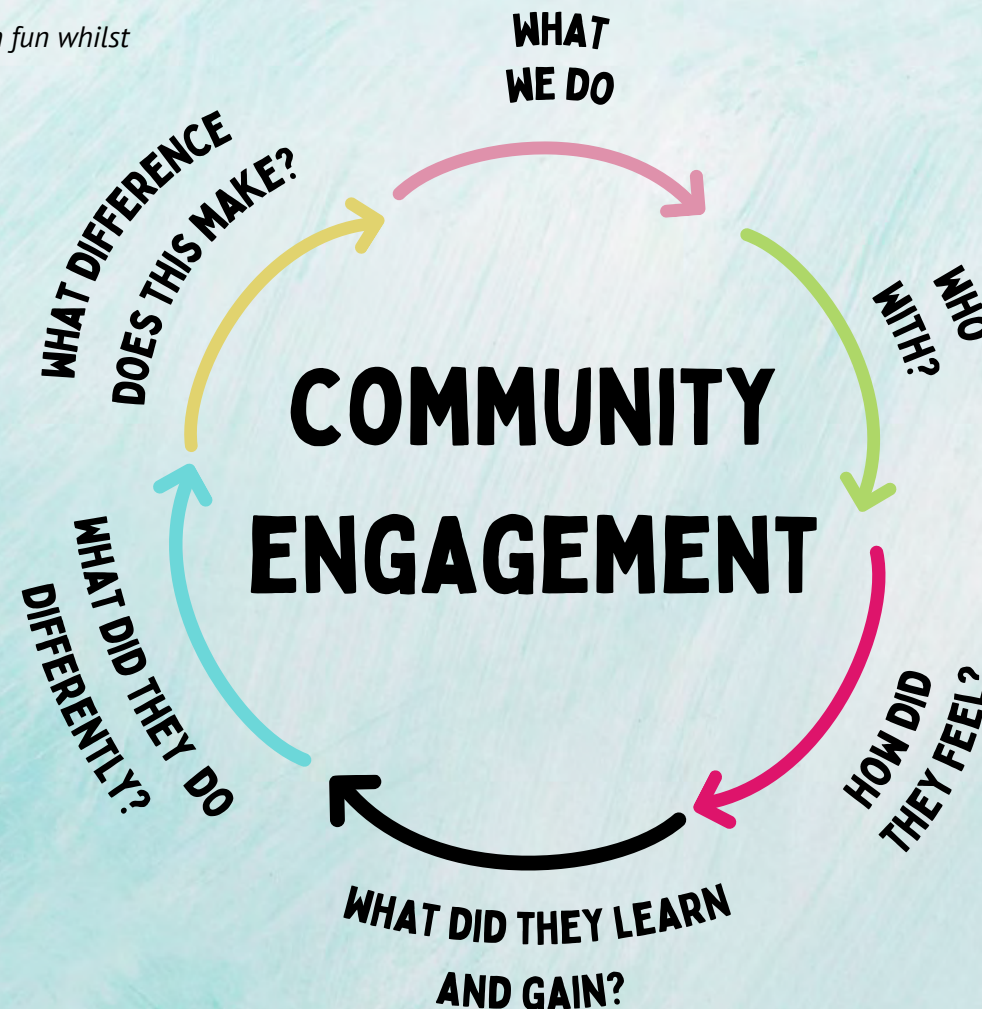 n fun whilst
WHAT
WE DO
WHO
WITH?
HOW DID
THEY FEEL?
WHAT DID THEY LEARN
AND GAIN?
WHAT DID THEY DO
DIFFERENTLY?
WHAT DIFFERENCE
DOES THIS MAKE?
COMMUNITY
ENGAGEMENT